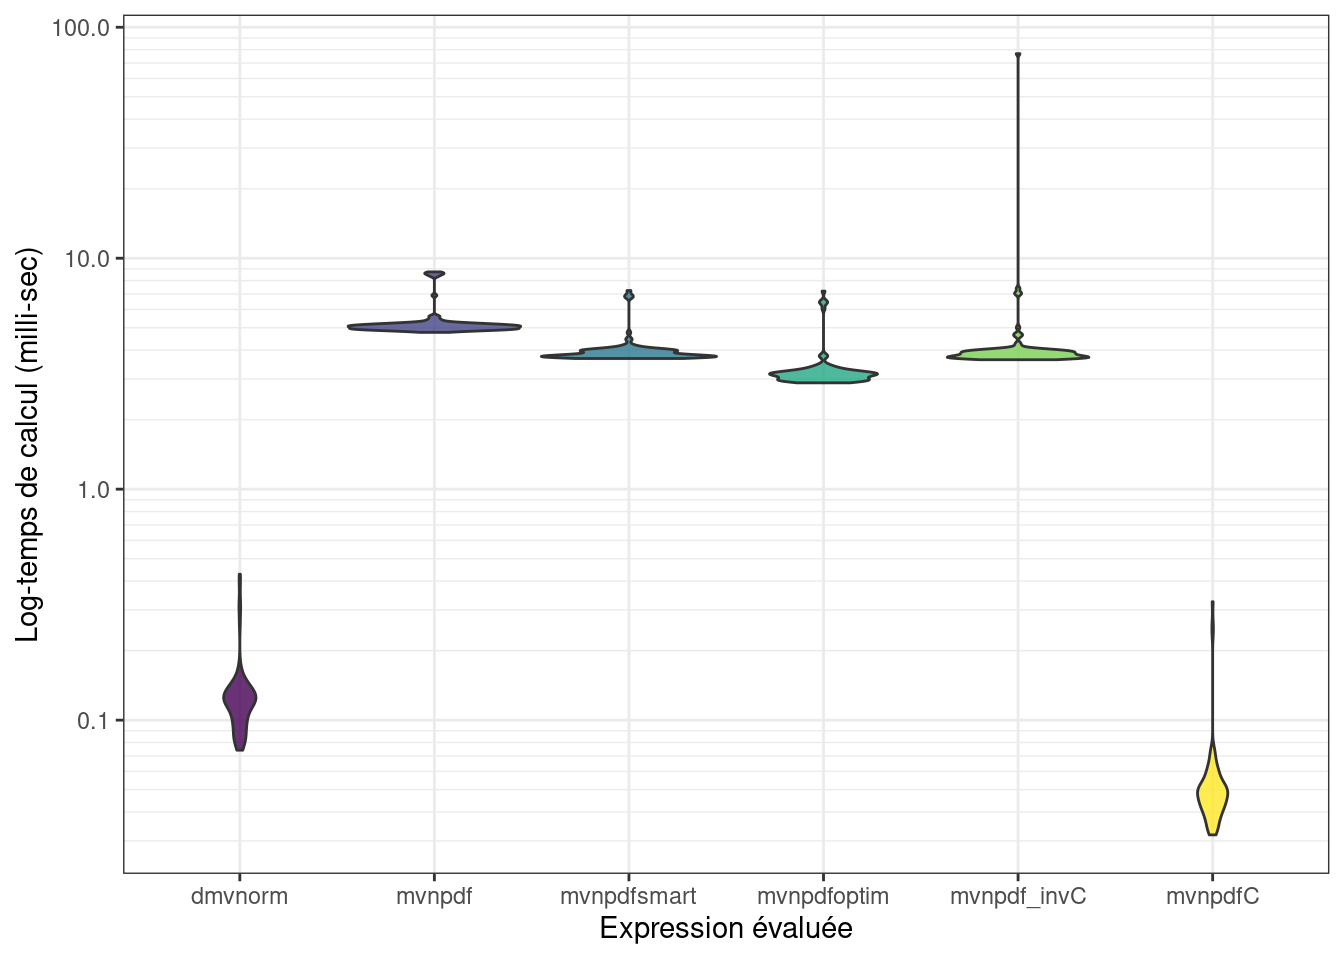 100.0
10.0
1.0
0.1
Log-temps de calcul (milli-sec)
dmvnorm mvnpdf mvnpdfsmart mvnpdfoptim mvnpdf_invC mvnpdfC
Expression évaluée